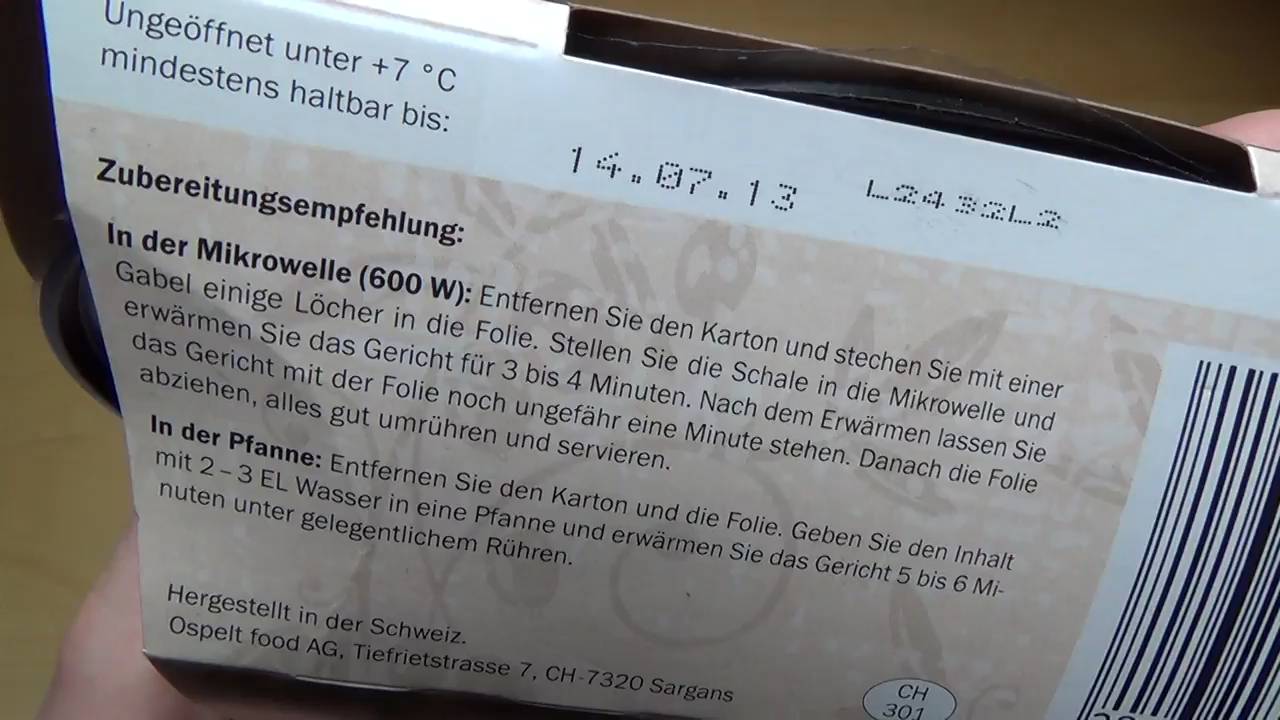 Ungeöffnet unter +7 °C
mindestens haltbar bis:
14.07.13 L2432L2
Zubereitungsempfehlung:
In der Mikrowelle (600 W): Entfernen Sie den Karton und stechen Sie mit einer
Gabel einige Löcher in die Folie. Stellen Sie die Schale in die Mikrowelle und
erwärmen Sie das Gericht für 3 bis 4 Minuten. Nach dem Erwärmen lassen Sie
das Gericht mit der Folie noch ungefähr eine Minute stehen. Danach die Folie
abziehen, alles gut umrühren und servieren.
In der Pfanne: Entfernen Sie den Karton und die Folie. Geben Sie den Inhalt
mit 2 – 3 EL Wasser in eine Pfanne und erwärmen Sie das Gericht 5 bis 6 Mi-
nuten unter gelegentlichem Rühren.
Hergestellt in der Schweiz.
Ospelt food AG, Tiefrietstrasse 7, CH-7320 Sargans
CH
301